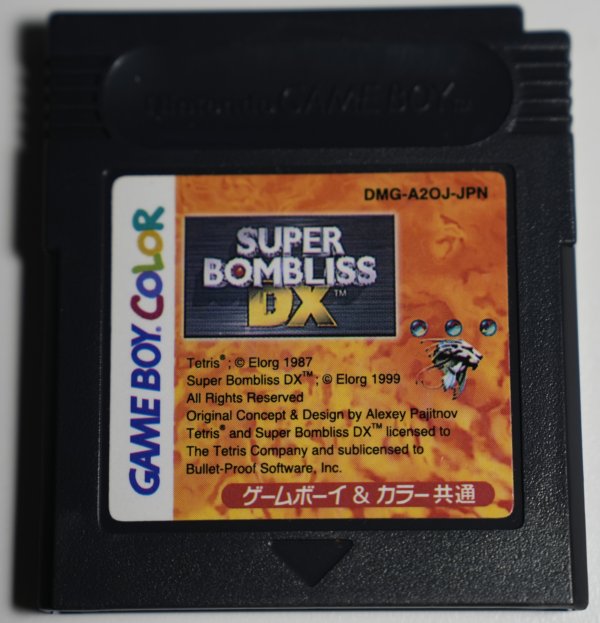 Nintendo GAME BOY™
GAME BOY COLOR
DMG-A2OJ-JPN
SUPER
BOMBLISS
DX™
Tetris®; © Elorg 1987
Super Bombliss DX™; © Elorg 1999
All Rights Reserved
Original Concept & Design by Alexey Pajitnov
Tetris® and Super Bombliss DX™ licensed to
The Tetris Company and sublicensed to
Bullet-Proof Software, Inc.
ゲームボーイ & カラー共通